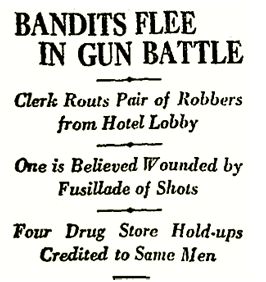 BANDITS FLEE
IN GUN BATTLE
Clerk Routs Pair of Robbers
from Hotel Lobby
One is Believed Wounded by
Fusillade of Shots
Four Drug Store Hold-ups
Credited to Same Men